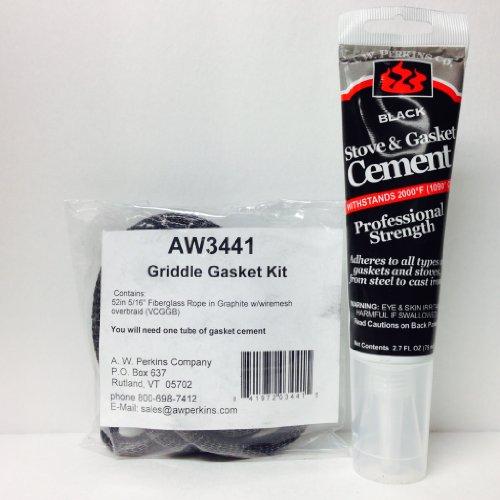 AW3441
Griddle Gasket Kit
Contains:
52in 5/16" Fiberglass Rope in Graphite w/wiremesh
overbraid (VCGGB)
You will need one tube of gasket cement
A. W. Perkins Company
P.O. Box 637
Rutland, VT 05702
phone 800-698-7412
E-Mail: sales@awperkins.com
W. PERKINS CO.
BLACK
Stove & Gasket
Cement
WITHSTANDS 2000°F (1090°
Professional
Strength
Adheres to all types
gaskets and stoves,
from steel to cast
WARNING: EYE & SKIN
HARMFUL IF SWALLOWED
Read Cautions on Back
Net Contents 2.7 FL OZ